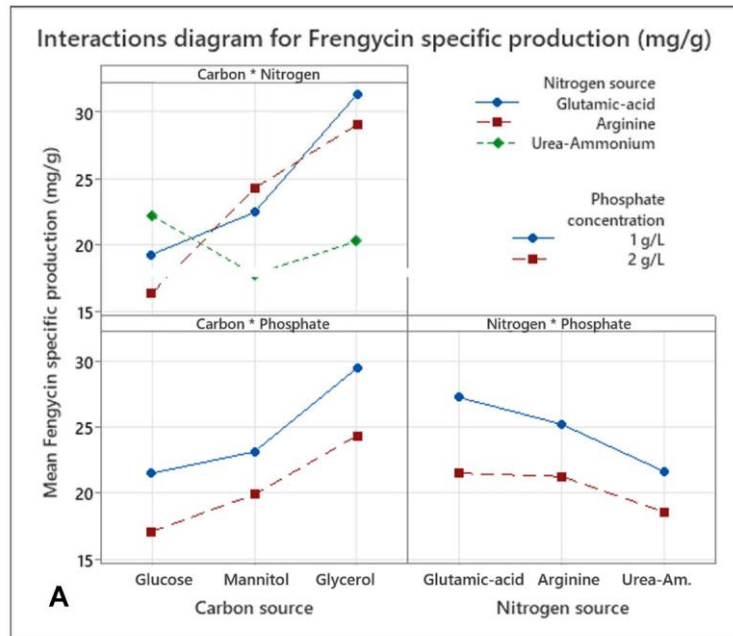 Interactions diagram for Frengycin specific production (mg/g)
Mean Fengycin specific production (mg/g)
Carbon * Nitrogen
30
25
20
15
Nitrogen source
Glutamic-acid
Arginine
Urea-Ammonium
Phosphate
concentration
1 g/L
2 g/L
Carbon * Phosphate
Nitrogen * Phosphate
30
25
20
15
Glucose Mannitol Glycerol
Glutamic-acid Arginine Urea-Am.
A
Carbon source
Nitrogen source